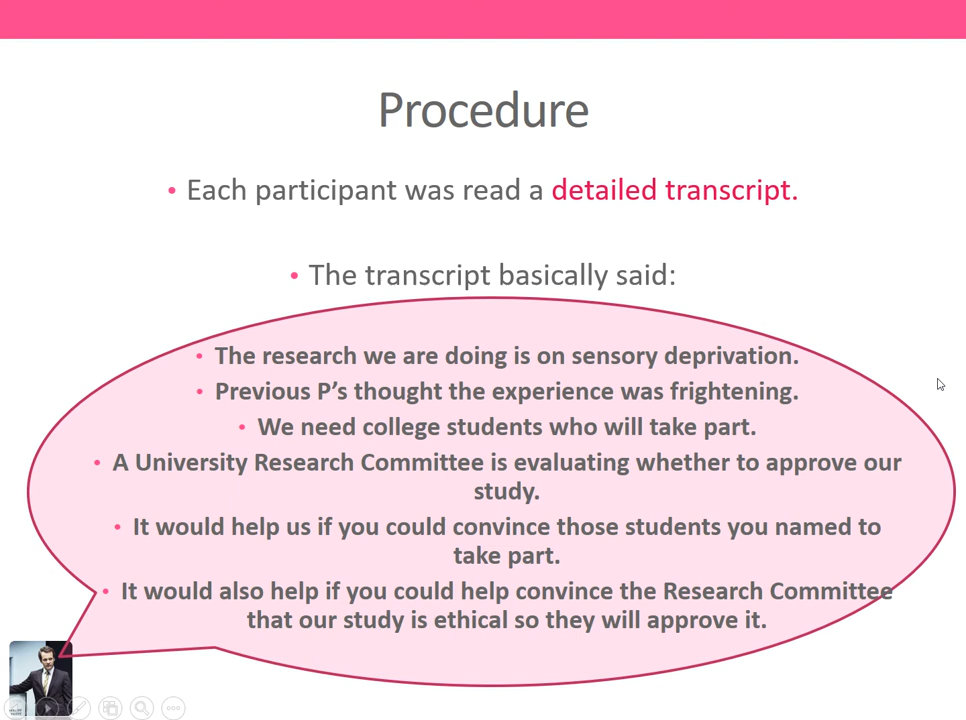 Procedure
• Each participant was read a detailed transcript.
• The transcript basically said:
• The research we are doing is on sensory deprivation.
• Previous P’s thought the experience was frightening.
• We need college students who will take part.
• A University Research Committee is evaluating whether to approve our
study.
• It would help us if you could convince those students you named to
take part.
• It would also help if you could help convince the Research Committee
that our study is ethical so they will approve it.